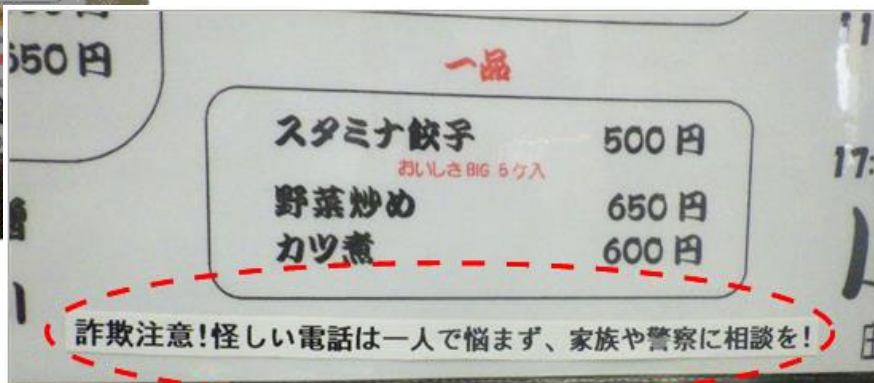 550円
一品
スタミナ餃子 500円
おいしさBIG 5ケ入
野菜炒め 650円
カツ煮 600円
11
17:
詐欺注意!怪しい電話は一人で悩まず、家族や警察に相談を!